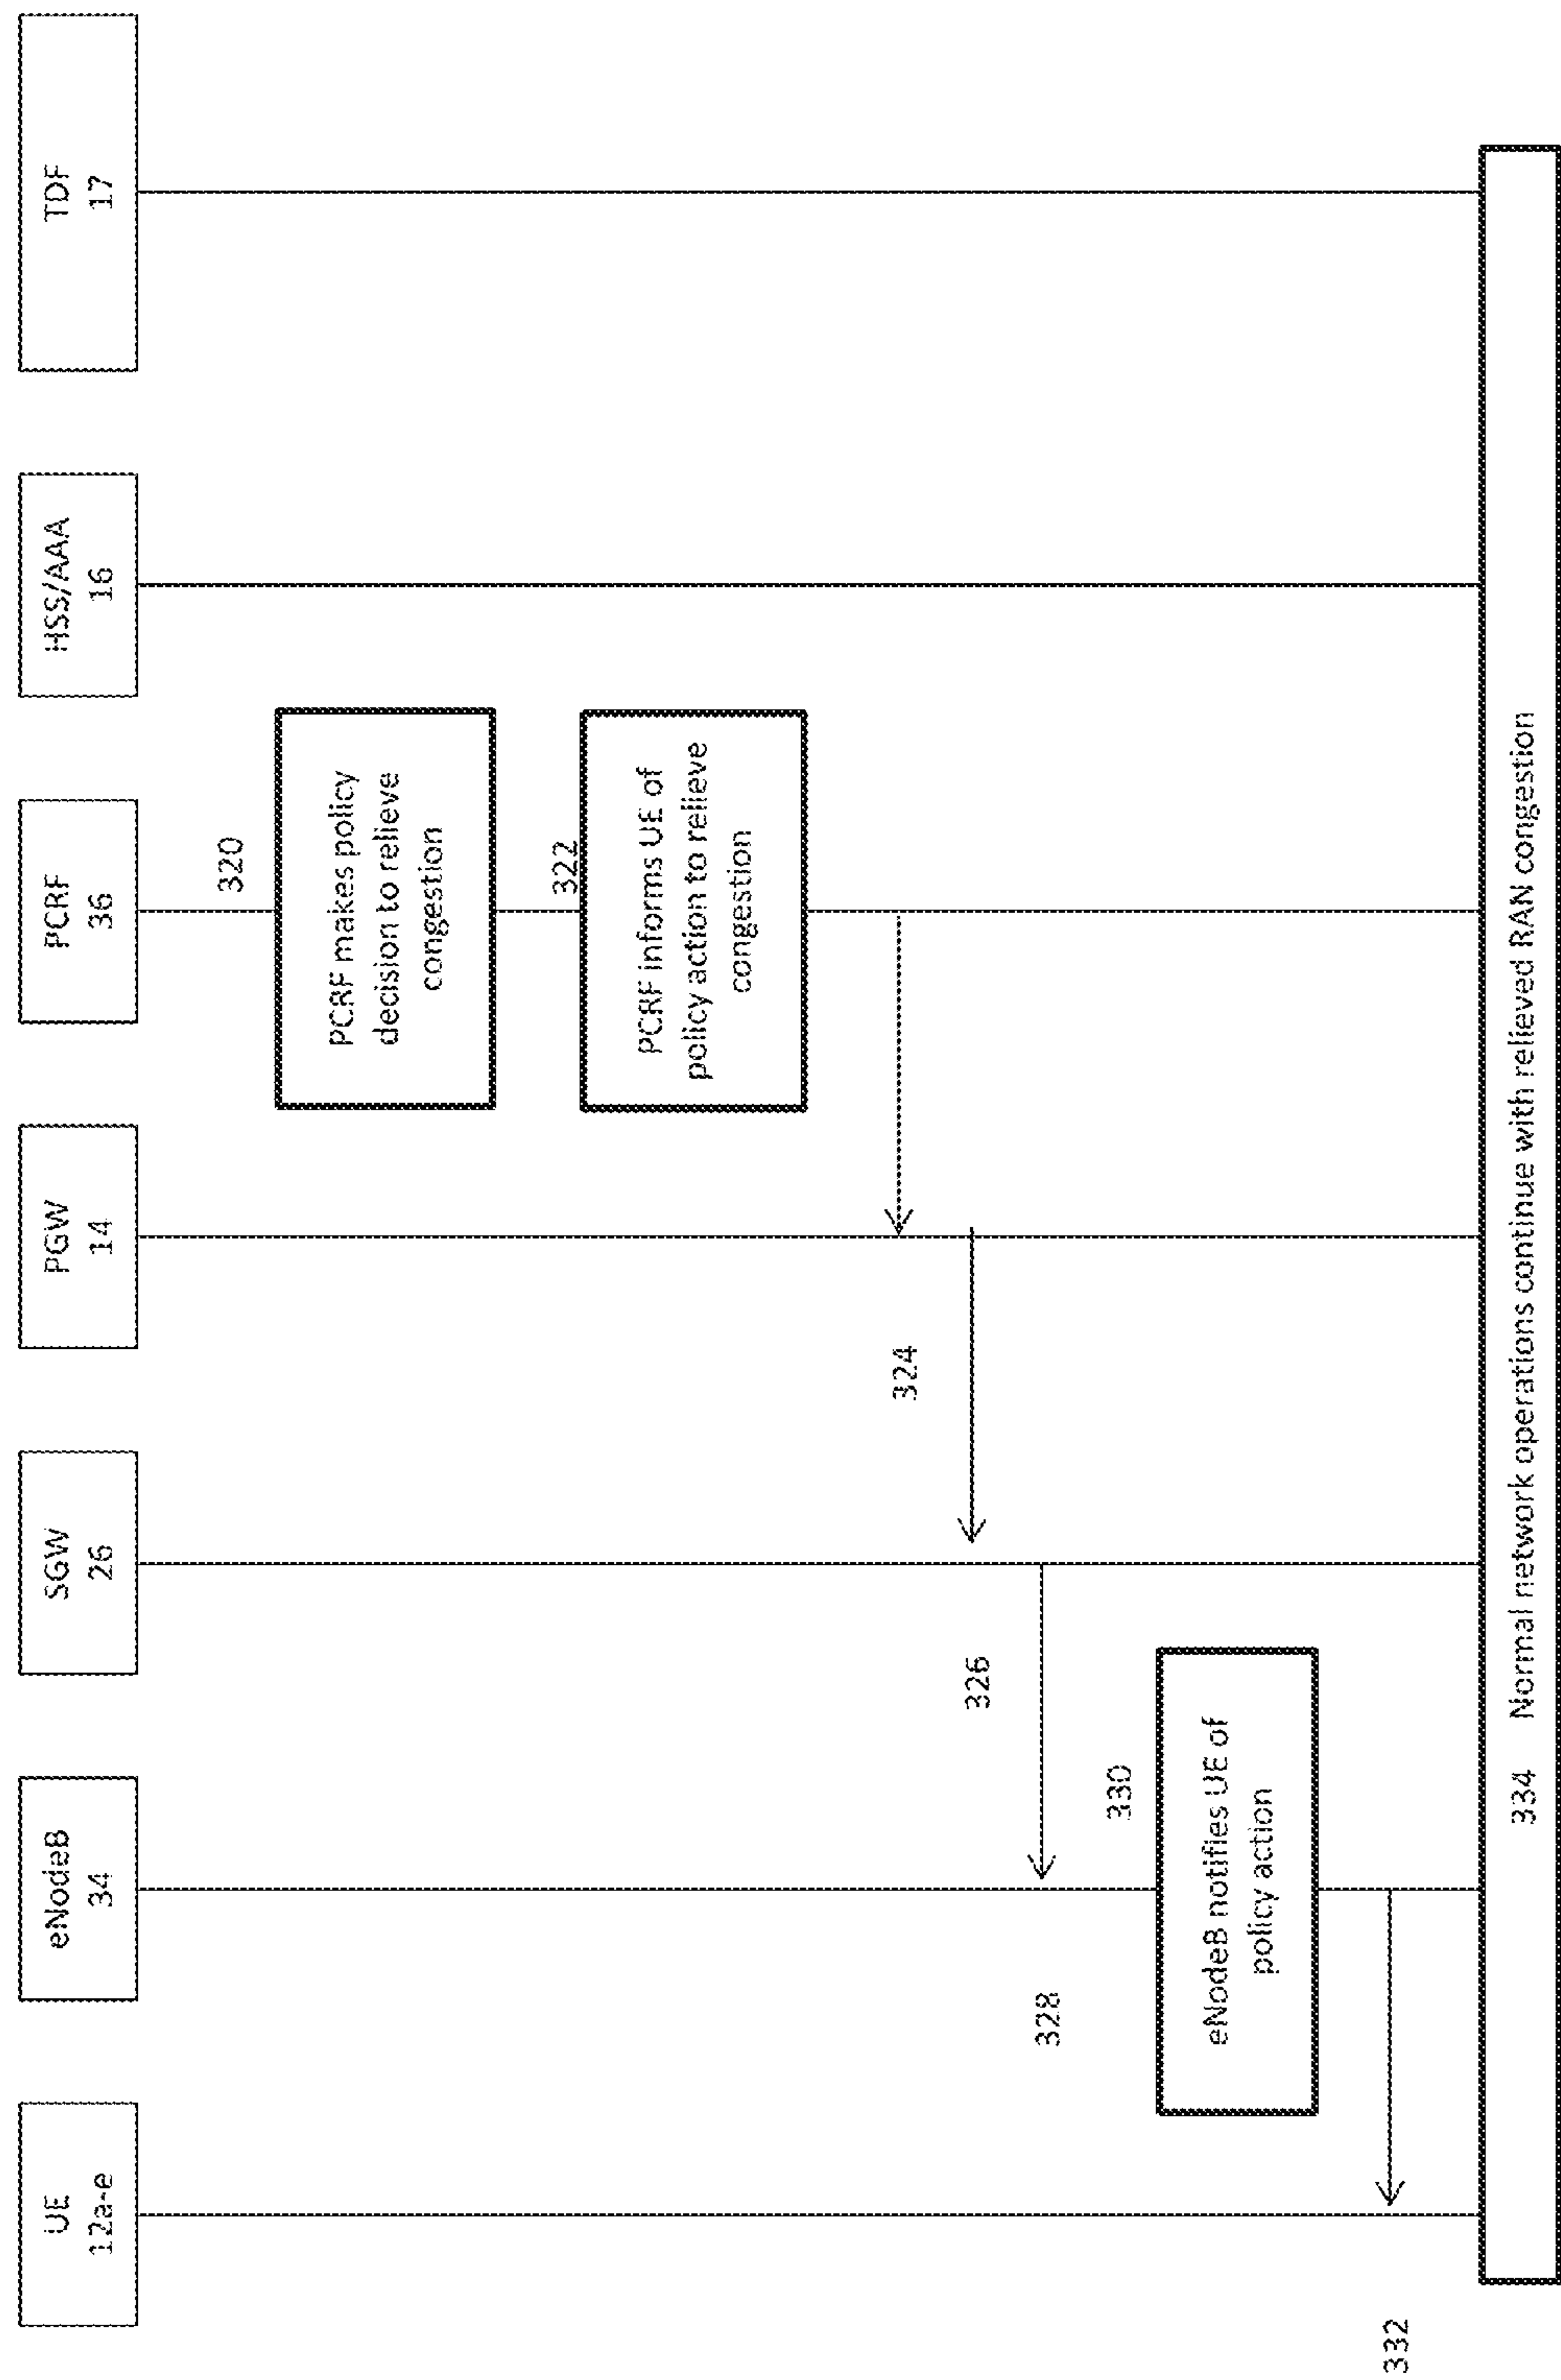 UE
12a-e
eNodeB
34
SGW
26
PGW
14
PCRF
36
HSS/AAA
16
TDF
17
320
PCRF makes policy
decision to relieve
congestion
322
PCRF informs UE of
policy action to relieve
congestion
324
326
328
330
eNodeB notifies UE of
policy action
332
334 Normal network operations continue with relieved RAN congestion